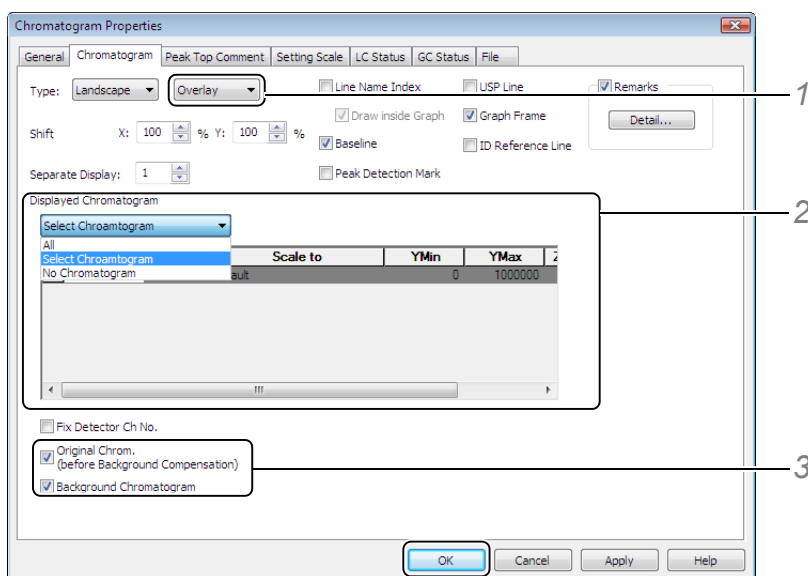 Chromatogram Properties
General Chromatogram Peak Top Comment Setting Scale LC Status GC Status File
Type: Landscape Overlay Line Name Index USP Line Remarks 1
Draw inside Graph Graph Frame Detail...
Shift X: 100 % Y: 100 % Baseline ID Reference Line
Separate Display: 1 Peak Detection Mark
Displayed Chromatogram
2
Select Chroamtogram
All
Select Chroamtogram Scale to YMin YMax
No Chromatogram ault 0 1000000
Fix Detector Ch No.
Original Chrom.
(before Background Compensation)
3
Background Chromatogram
OK Cancel Apply Help